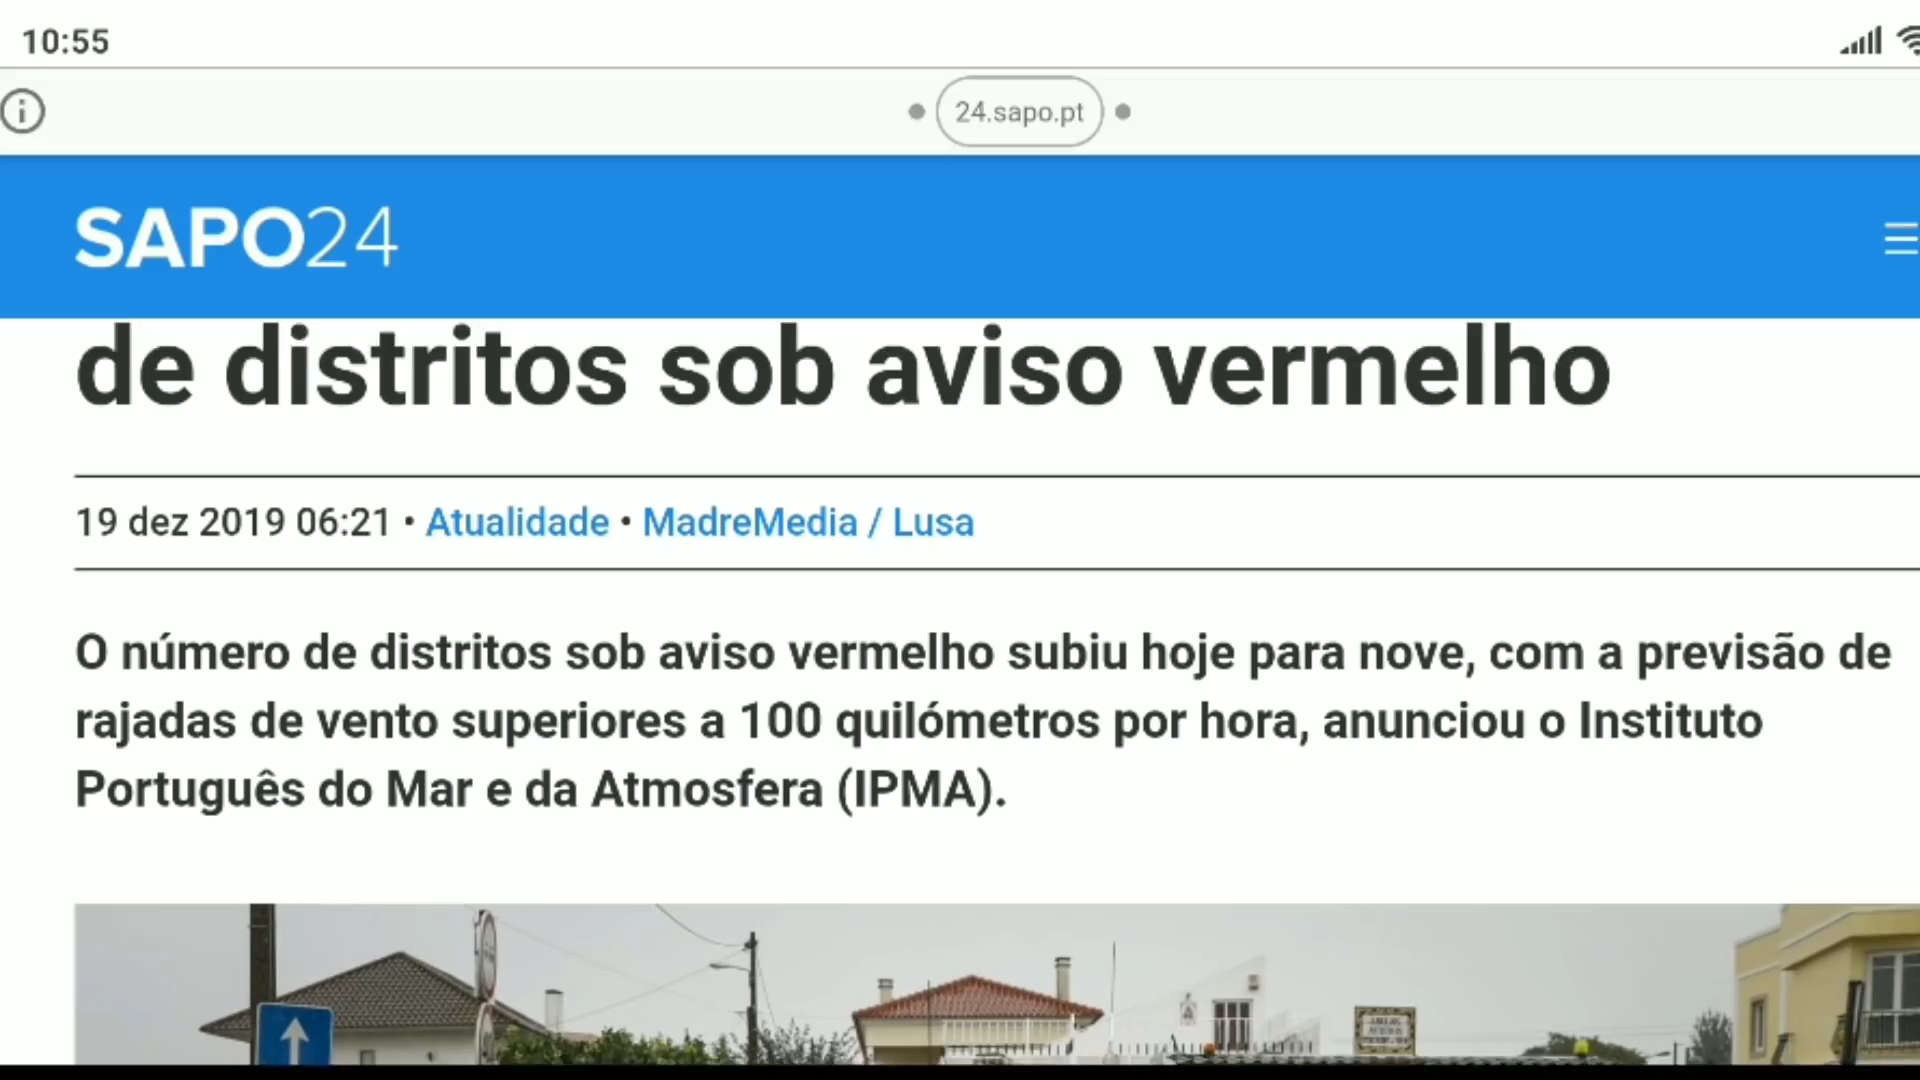 10:55
24.sapo.pt
SAPO24
de distritos sob aviso vermelho
19 dez 2019 06:21 • Atualidade • MadreMedia / Lusa
O número de distritos sob aviso vermelho subiu hoje para nove, com a previsão de
rajadas de vento superiores a 100 quilómetros por hora, anunciou o Instituto
Português do Mar e da Atmosfera (IPMA).